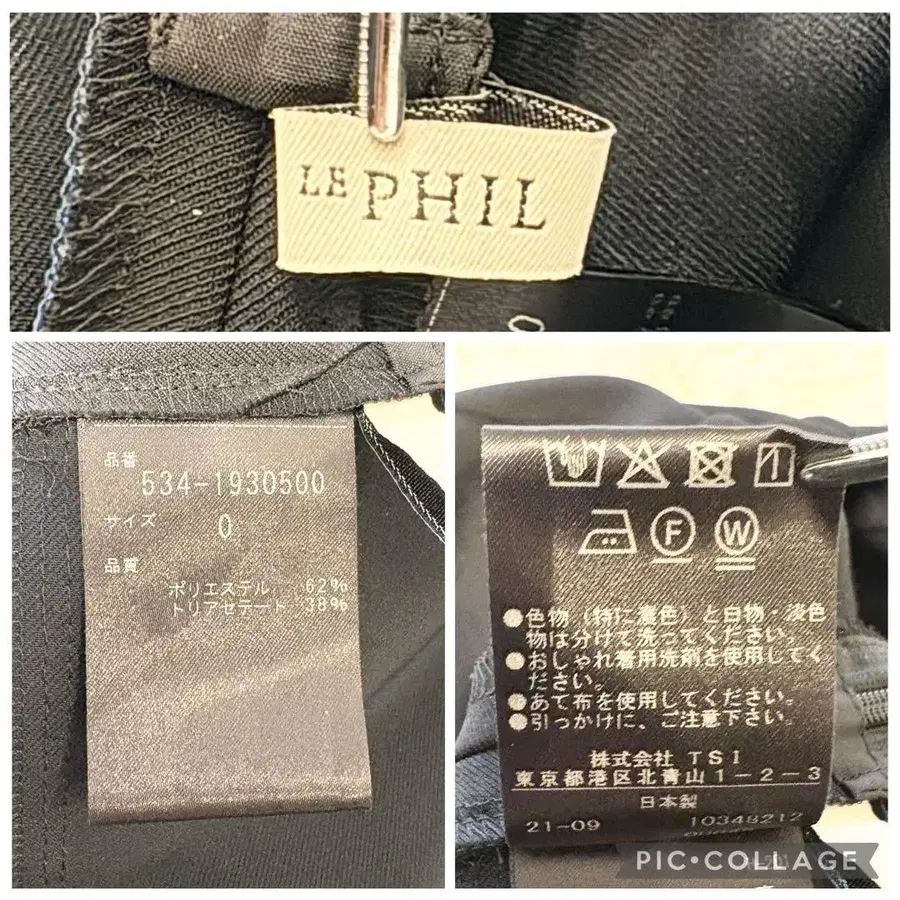 LE PHIL
品番
534-1930500
サイズ
0
品質
ポリエステル 62%
トリアセテート 38%
F W
●色物(特に濃色)と白物・淡色
物は分けて洗ってください。
●おしゃれ着用洗剤を使用してく
ださい。
●あて布を使用してください。
●引っかけに、ご注意下さい。
株式会社 TSI
東京都港区北青山1-2-3
日本製
21-09 10348212
PIC•COLLAGE